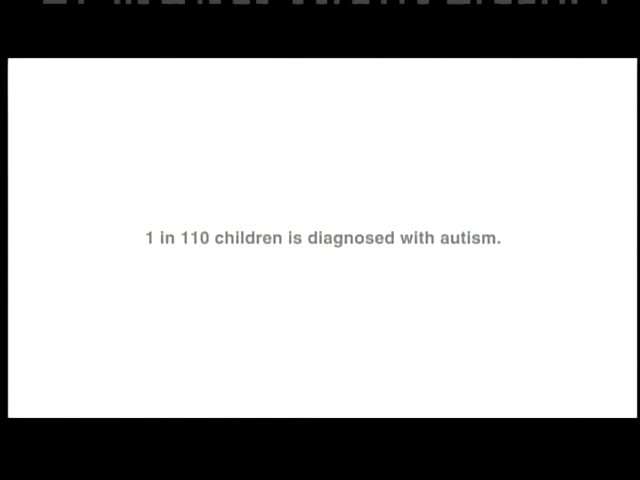 1 in 110 children is diagnosed with autism.